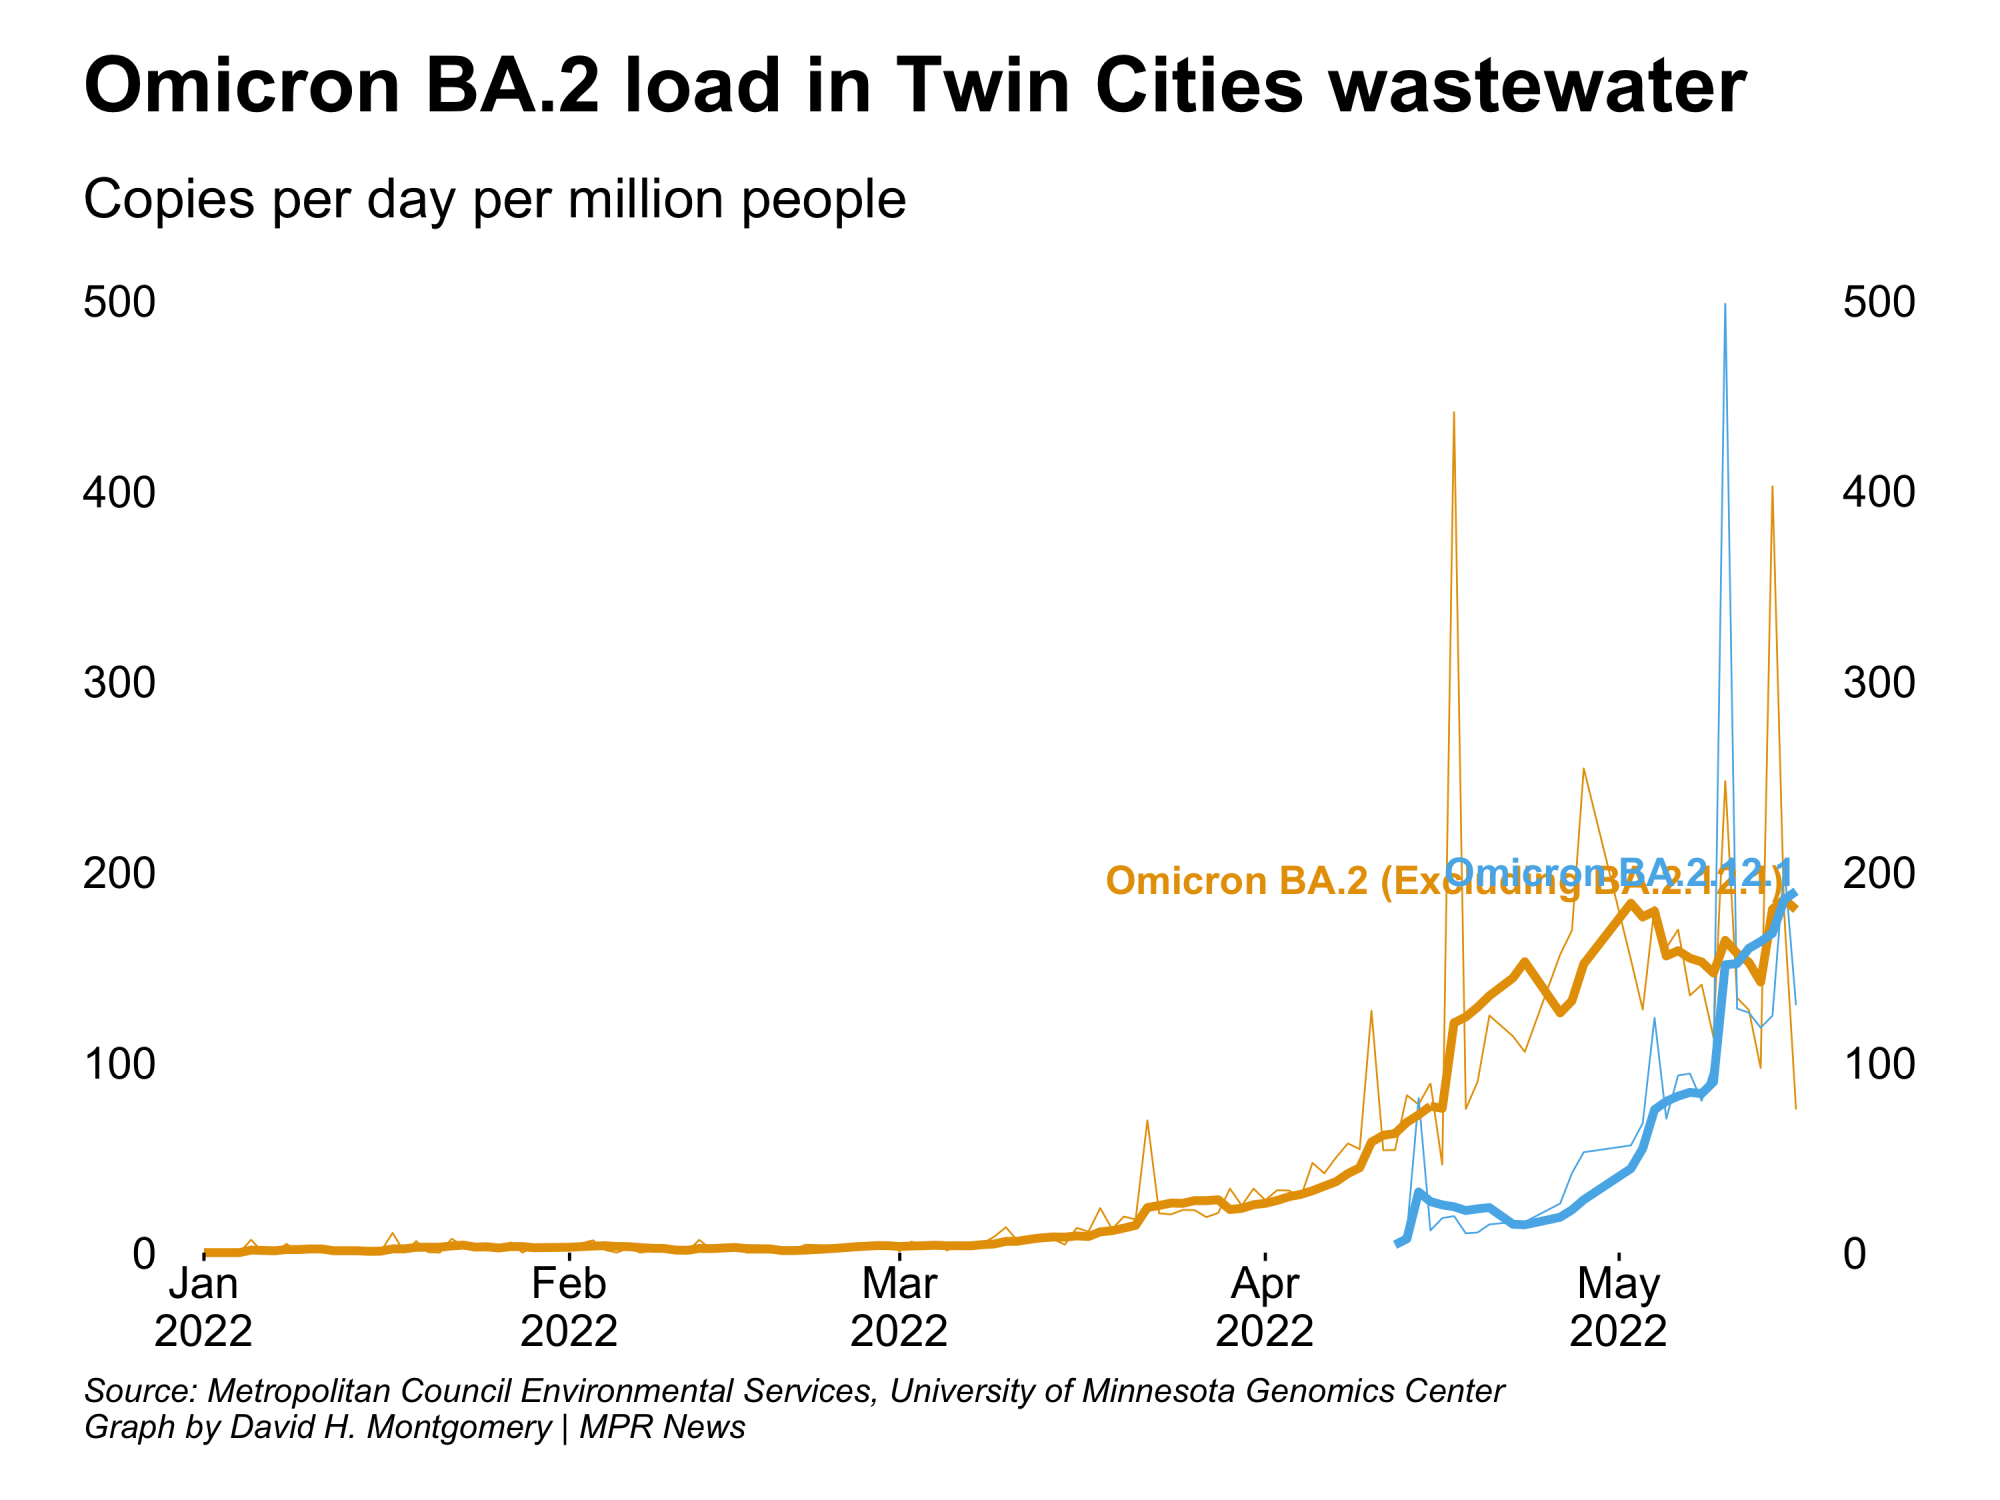 Omicron BA.2 load in Twin Cities wastewater
Copies per day per million people
500 500
400 400
300 300
200 200
Omicron BA.2 (Excluding BA.2.12.1)
Omicron BA.2.12.1
100 100
0 0
Jan Feb Mar Apr May
2022 2022 2022 2022 2022
Source: Metropolitan Council Environmental Services, University of Minnesota Genomics Center
Graph by David H. Montgomery | MPR News